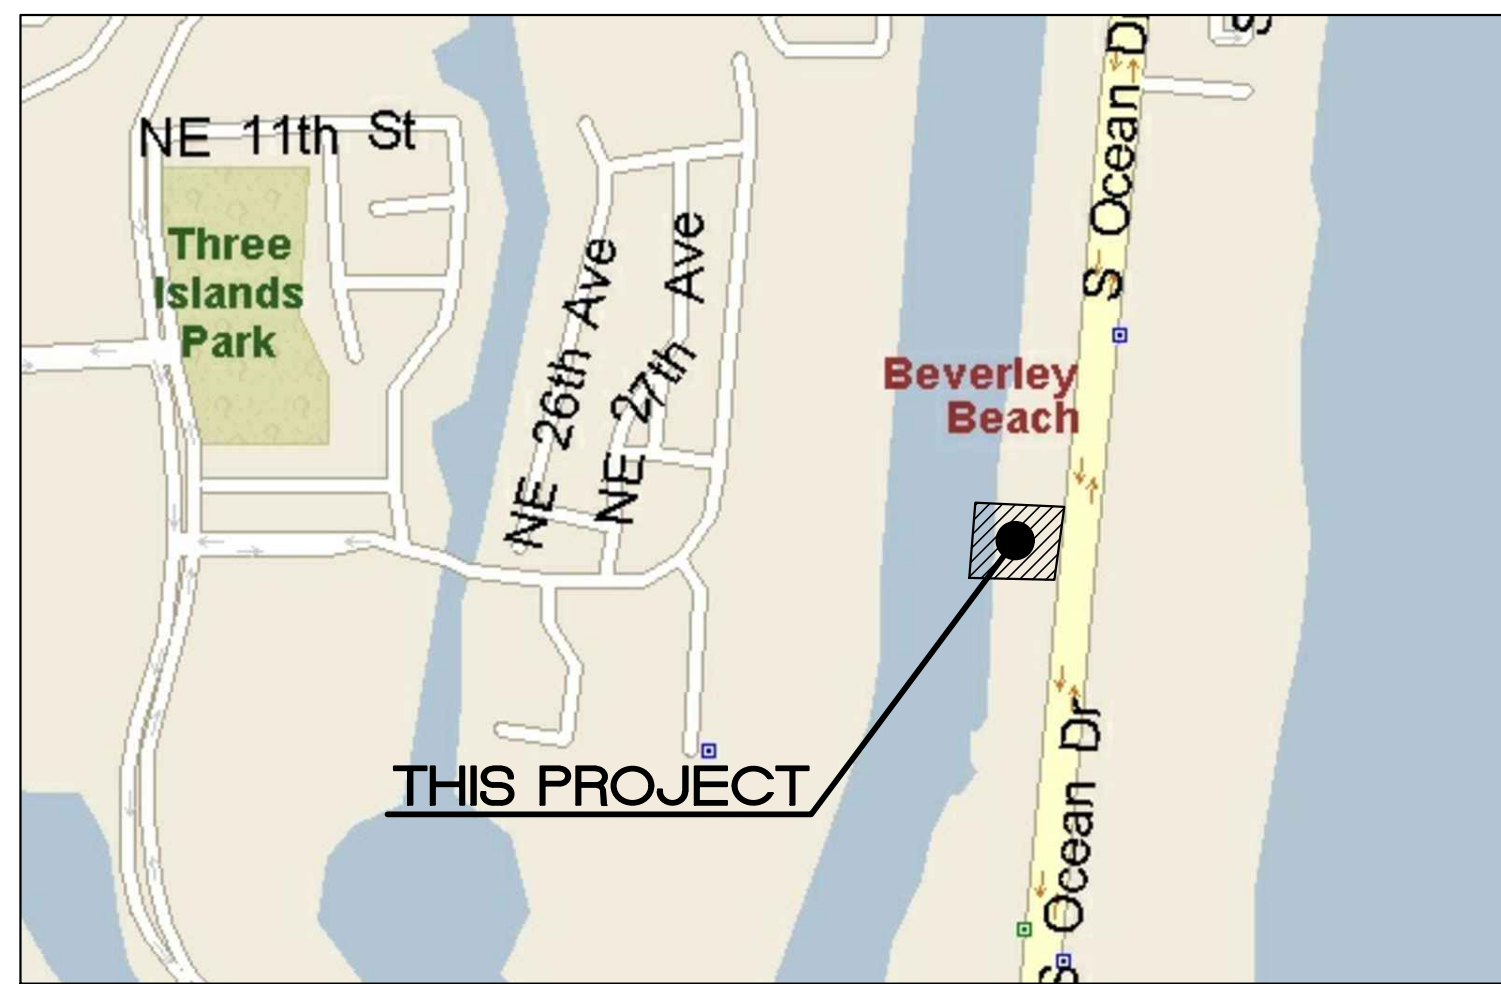 S Ocean Dr
NE 11th St
Three
Islands
Park
NE 26th Ave
NE 27th Ave
Beverley
Beach
THIS PROJECT
S Ocean Dr
S